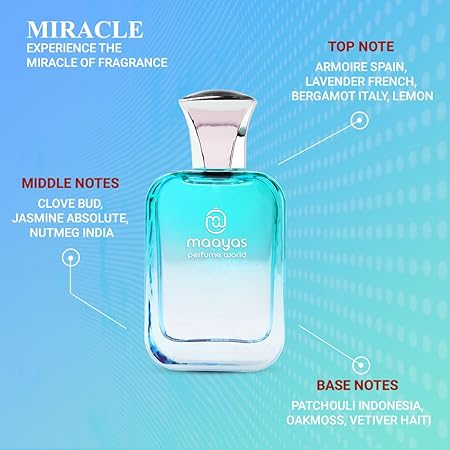 MIRACLE
EXPERIENCE THE
MIRACLE OF FRAGRANCE
TOP NOTE
ARMOIRE SPAIN,
LAVENDER FRENCH,
BERGAMOT ITALY, LEMON
MIDDLE NOTES
CLOVE BUD,
JASMINE ABSOLUTE,
NUTMEG INDIA
maayas
perfume world
BASE NOTES
PATCHOULI INDONESIA,
OAKMOSS, VETIVER HAITI